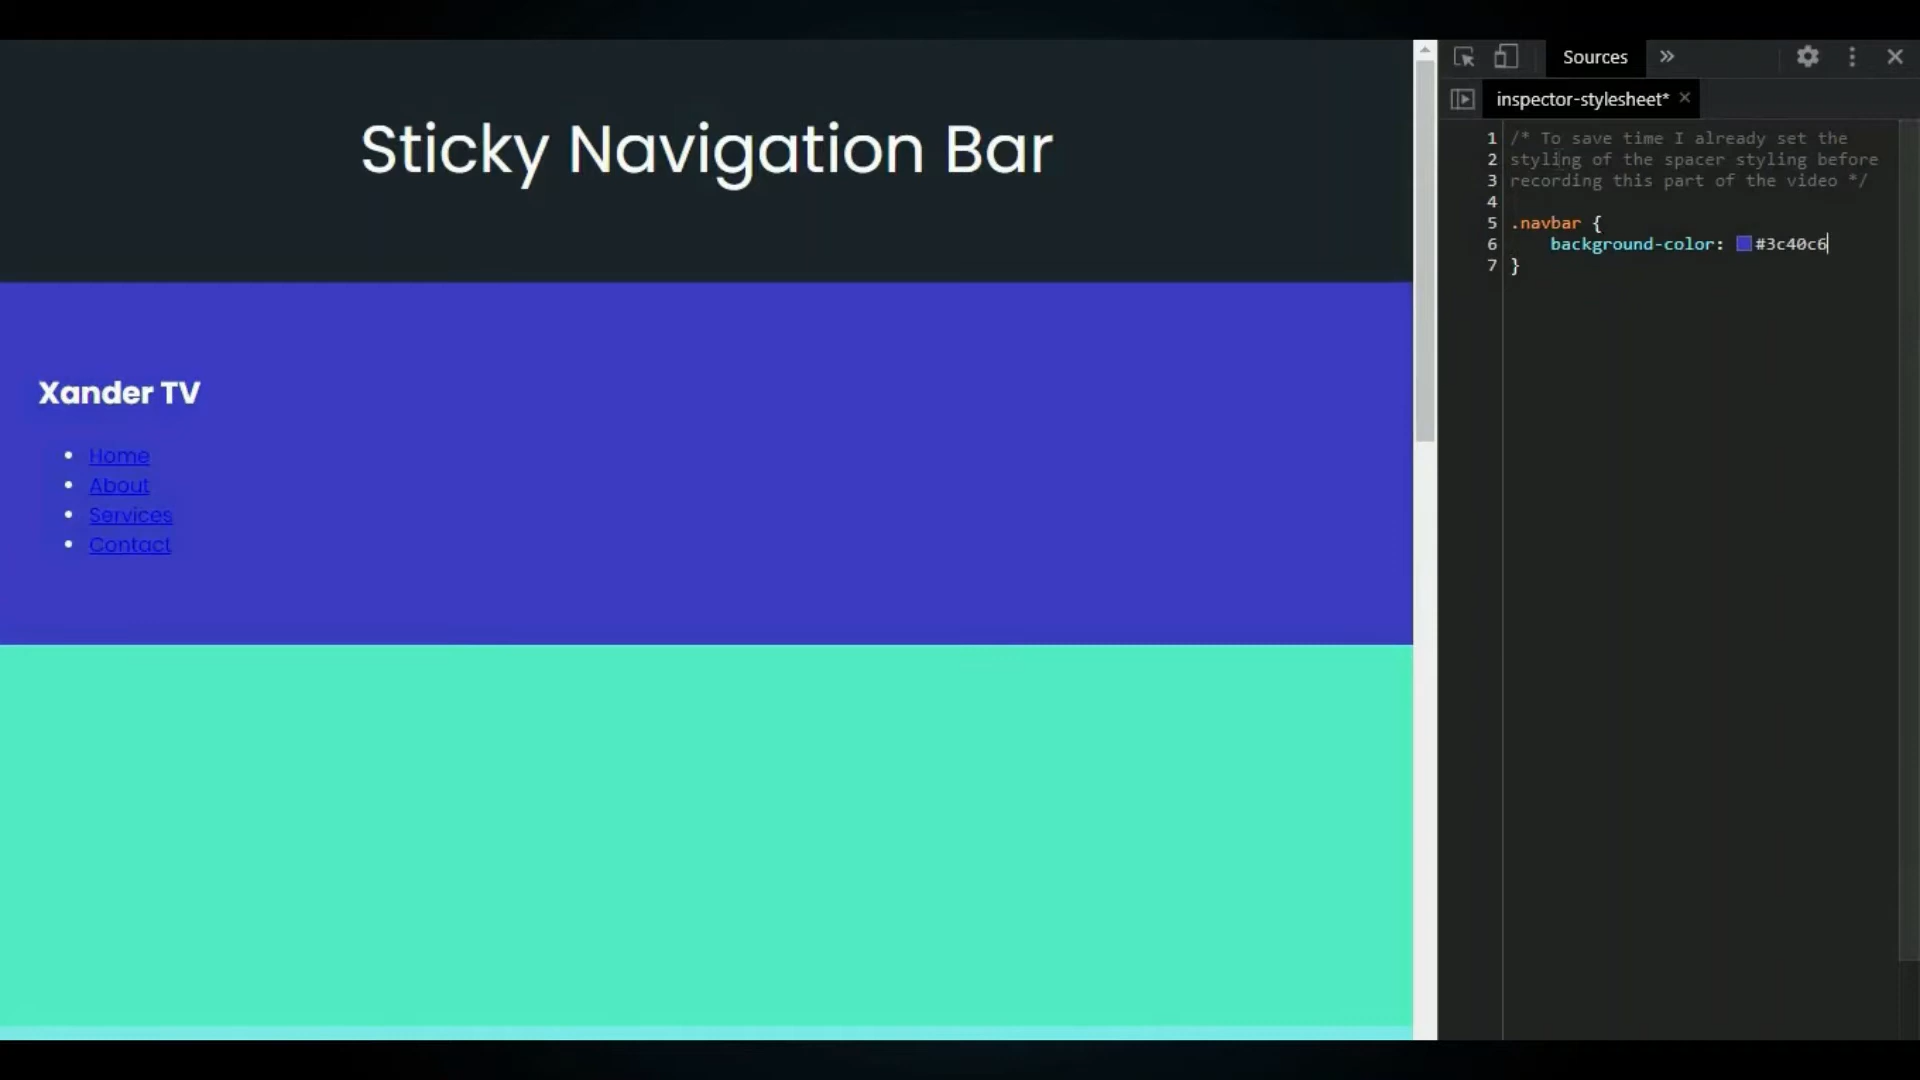 Sticky Navigation Bar
Xander TV
Home
About
Services
Contact
Sources
inspector-stylesheet*
1 /* To save time I already set the
2 styling of the spacer styling before
3 recording this part of the video */
4
5 .navbar {
6 background-color: #3c40c6
7 }